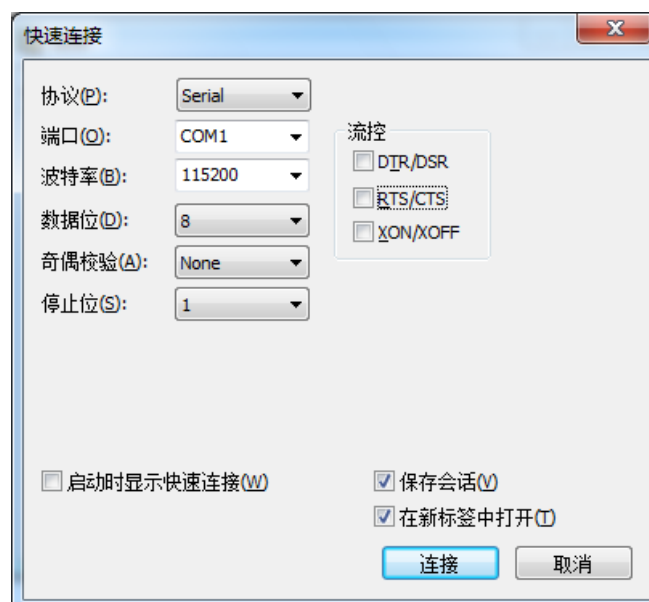 快速连接
协议(P): Serial
端口(O): COM1
波特率(B): 115200
数据位(D): 8
奇偶校验(A): None
停止位(S): 1
流控
DTR/DSR
RTS/CTS
XON/XOFF
启动时显示快速连接(W)
保存会话(V)
在新标签中打开(T)
连接 取消